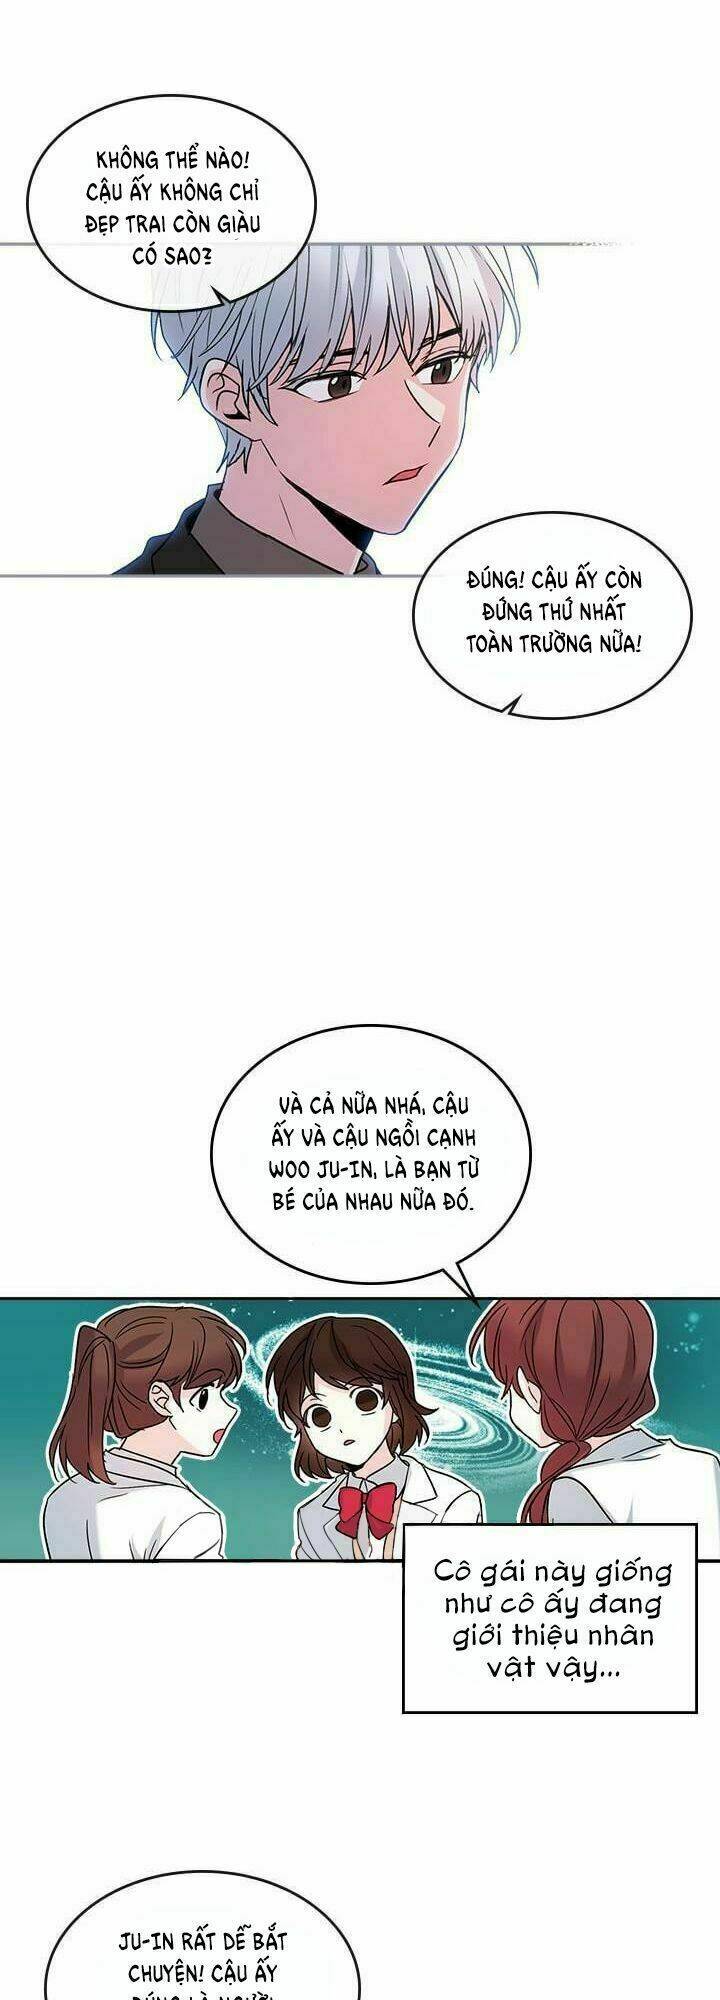 KHÔNG THỂ NÀO!
CẬU ẤY KHÔNG CHỈ
ĐẸP TRAI CÒN GIÀU
CÓ SAO?
ĐÚNG! CẬU ẤY CÒN
ĐỨNG THỨ NHẤT
TOÀN TRƯỜNG NỮA!
VÀ CẢ NỮA NHÁ, CẬU
ẤY VÀ CẬU NGỒI CẠNH
WOO JU-IN, LÀ BẠN TỪ
BÉ CỦA NHAU NỮA ĐÓ.
Cô gái này giống
như cô ấy đang
giới thiệu nhân
vật vậy...
JU-IN RẤT DỄ BẮT
CHUYỆN! CẬU ẤY
ĐÚNG LÀ NGƯỜI